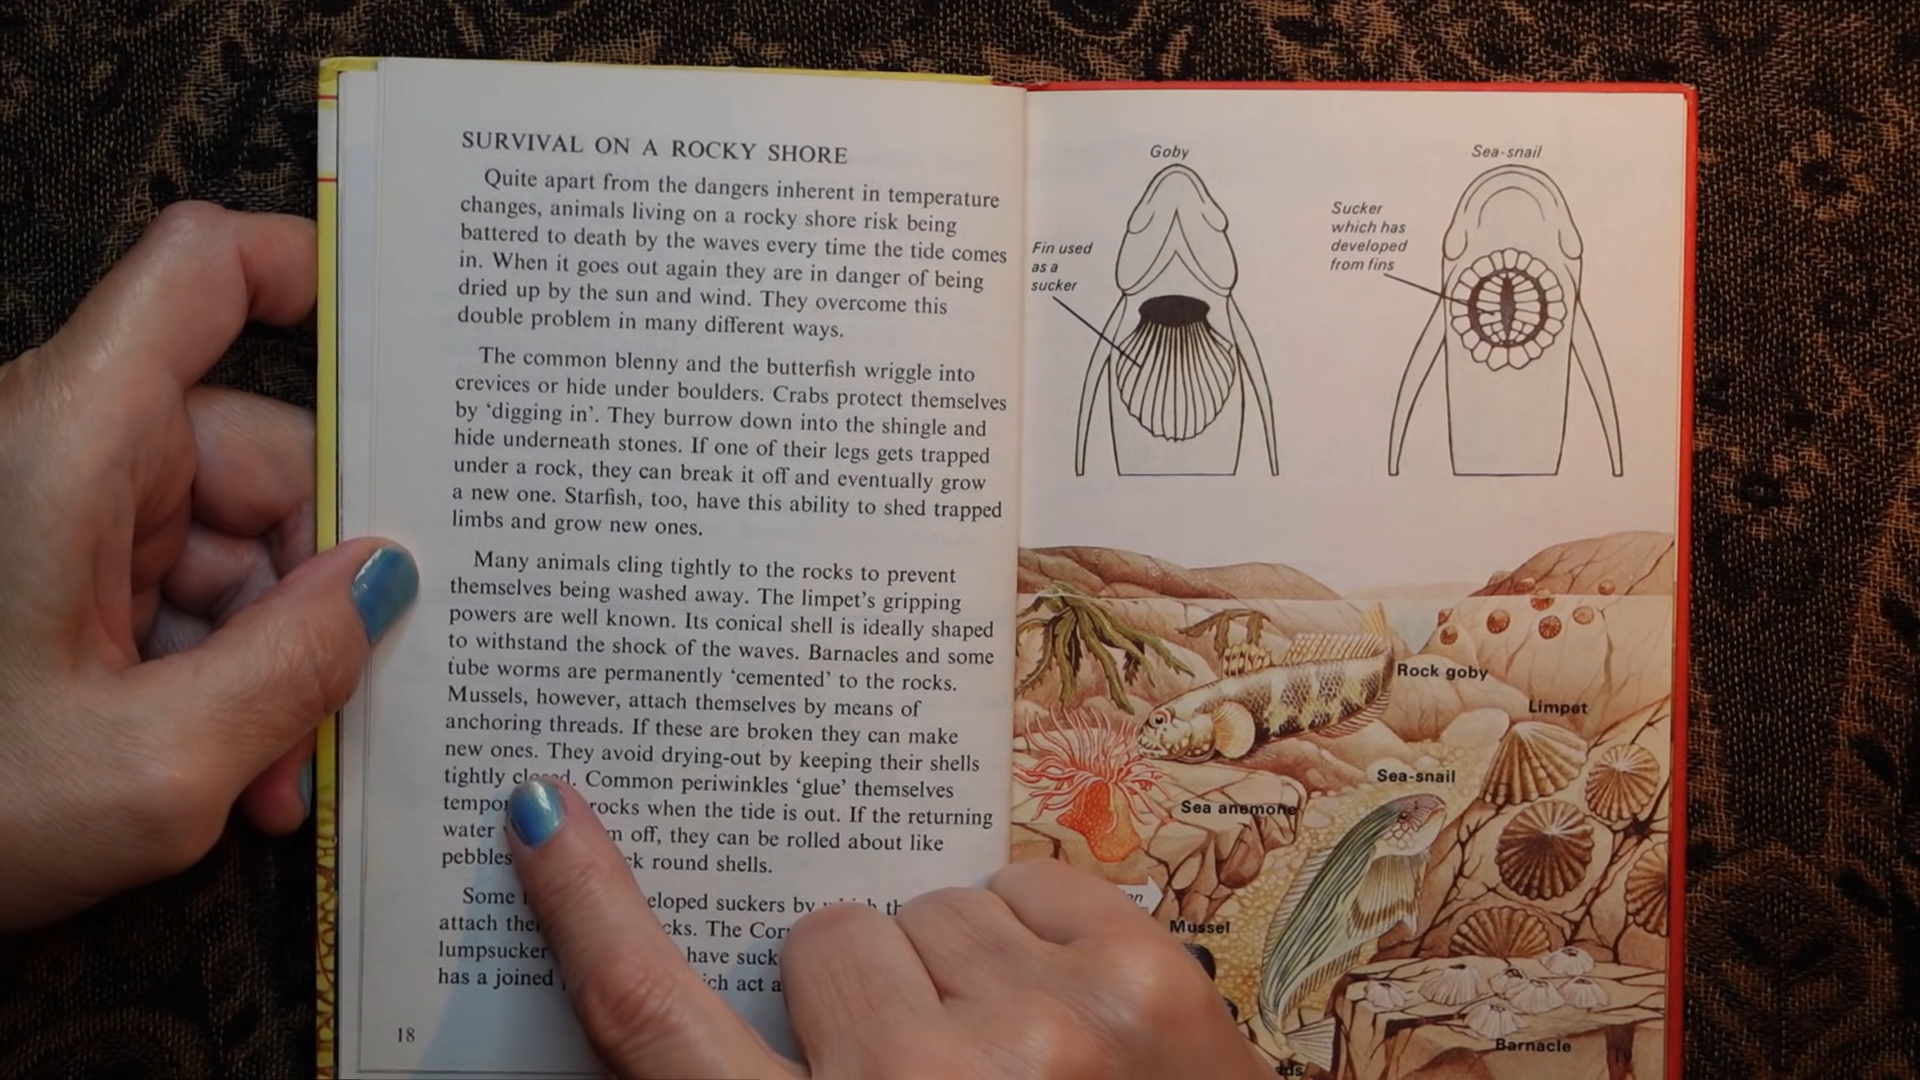 SURVIVAL ON A ROCKY SHORE
Quite apart from the dangers inherent in temperature
changes, animals living on a rocky shore risk being
battered to death by the waves every time the tide comes
in. When it goes out again they are in danger of being
dried up by the sun and wind. They overcome this
double problem in many different ways.
The common blenny and the butterfish wriggle into
crevices or hide under boulders. Crabs protect themselves
by ‘digging in’. They burrow down into the shingle and
hide underneath stones. If one of their legs gets trapped
under a rock, they can break it off and eventually grow
a new one. Starfish, too, have this ability to shed trapped
limbs and grow new ones.
Many animals cling tightly to the rocks to prevent
themselves being washed away. The limpet’s gripping
powers are well known. Its conical shell is ideally shaped
to withstand the shock of the waves. Barnacles and some
tube worms are permanently ‘cemented’ to the rocks.
Mussels, however, attach themselves by means of
anchoring threads. If these are broken they can make
new ones. They avoid drying-out by keeping their shells
tightly closed. Common periwinkles ‘glue’ themselves
rocks when the tide is out. If the returning
water off, they can be rolled about like
pebbles round shells.
Some suckers by
attach The
lumpsucker have
has a joined act
18
Goby
Fin used
as a
sucker
Sea-snail
Sucker
which has
developed
from fins
Rock goby
Limpet
Sea-snail
Sea anemone
Mussel
Barnacle